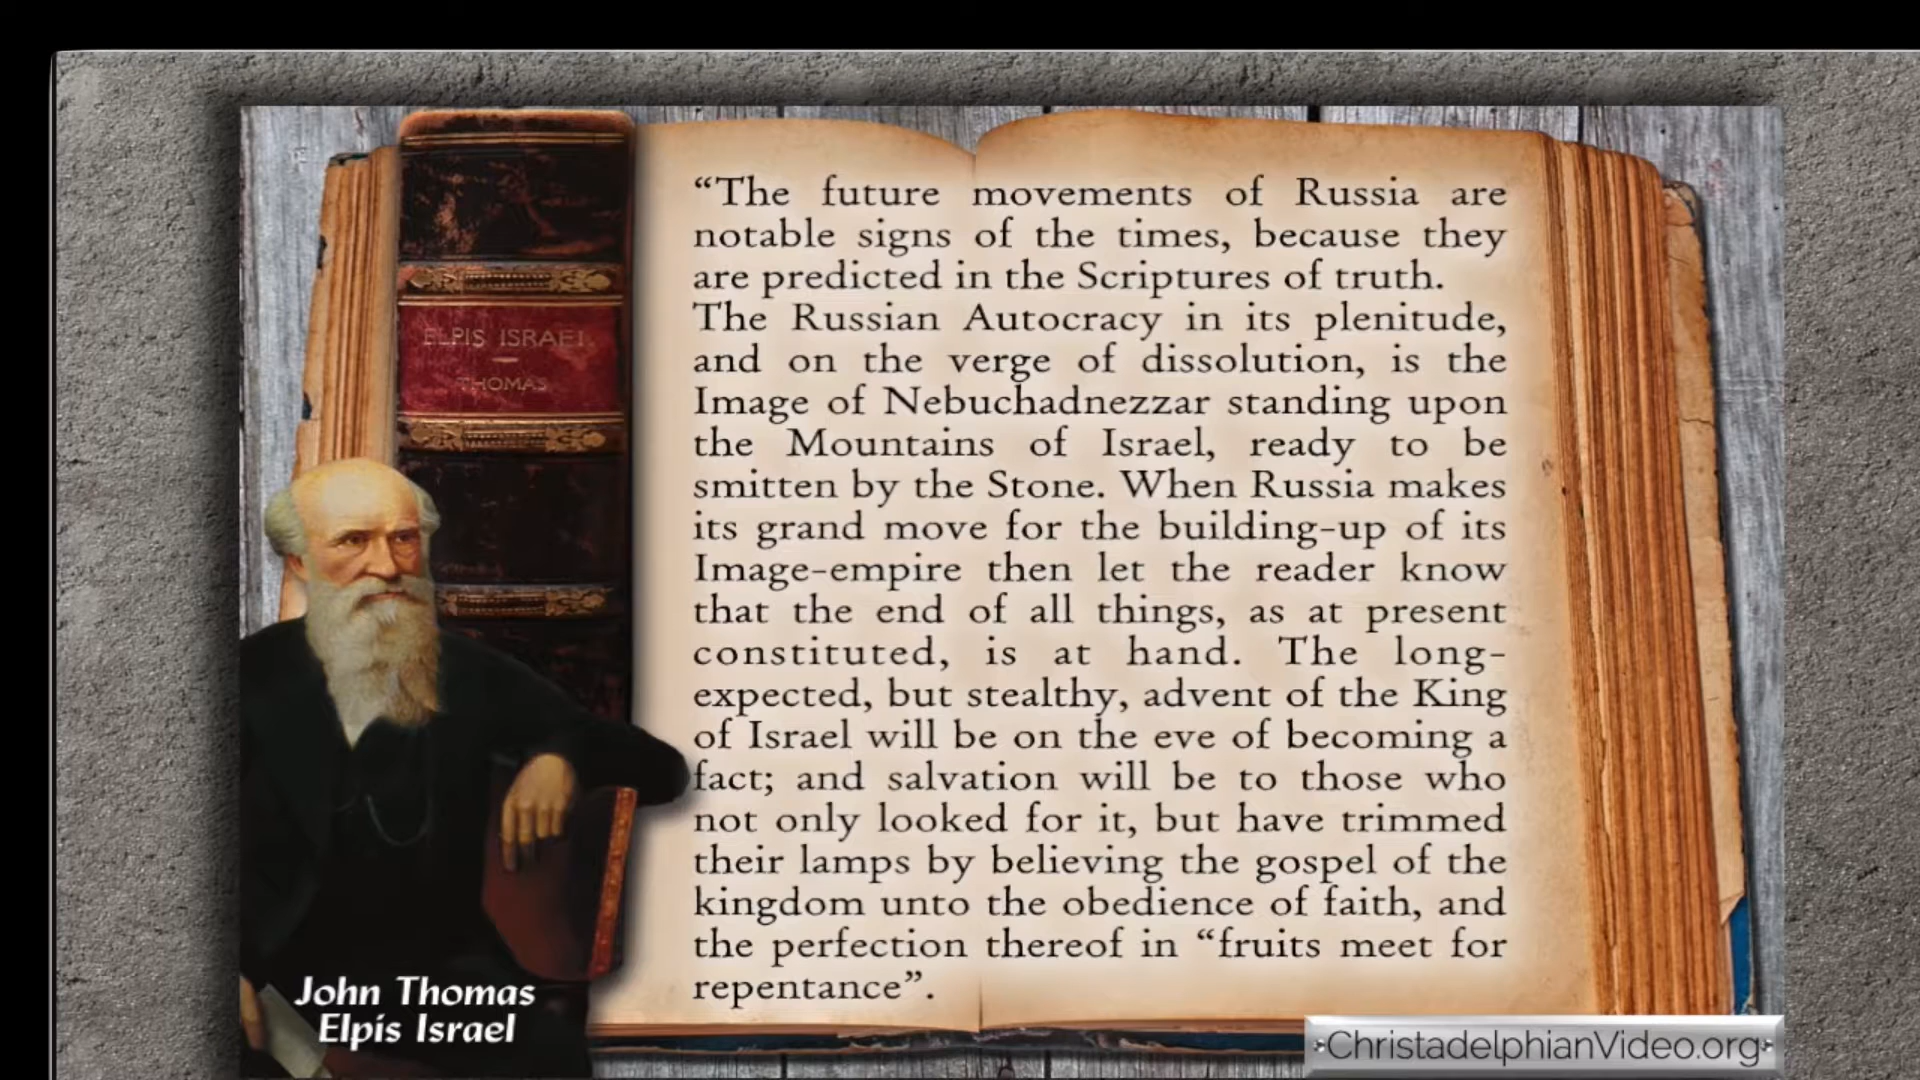 ELPIS ISRAEL
THOMAS
“The future movements of Russia are
notable signs of the times, because they
are predicted in the Scriptures of truth.
The Russian Autocracy in its plenitude,
and on the verge of dissolution, is the
Image of Nebuchadnezzar standing upon
the Mountains of Israel, ready to be
smitten by the Stone. When Russia makes
its grand move for the building-up of its
Image-empire then let the reader know
that the end of all things, as at present
constituted, is at hand. The long-
expected, but stealthy, advent of the King
of Israel will be on the eve of becoming a
fact; and salvation will be to those who
not only looked for it, but have trimmed
their lamps by believing the gospel of the
kingdom unto the obedience of faith, and
the perfection thereof in “fruits meet for
repentance”.
John Thomas
Elpis Israel
ChristadelphianVideo.org